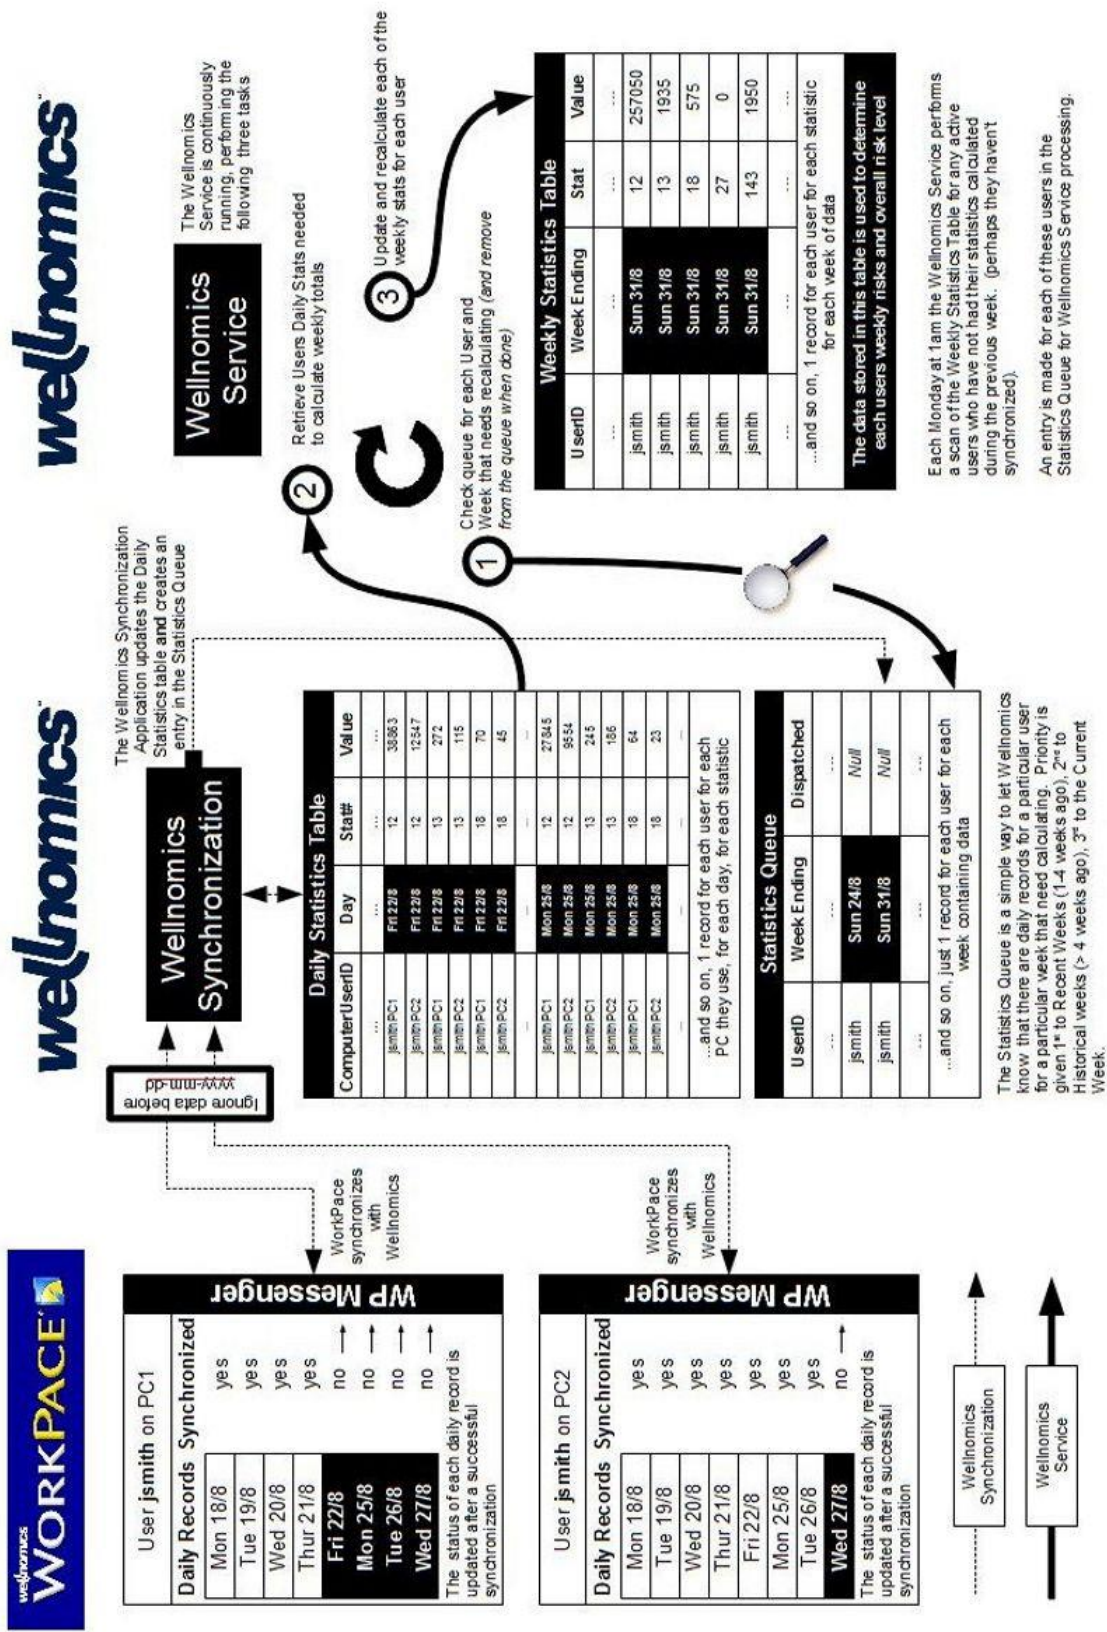 wellnomics
WORKPACE
User jsmith on PC1
Daily Records Synchronized
Mon 18/8 yes
Tue 19/8 yes
Wed 20/8 yes
Thur 21/8 yes
Fri 22/8 no
Mon 25/8 no
Tue 26/8 no
Wed 27/8 no
The status of each daily record is
updated after a successful
synchronization
WP Messenger
WorkPace
synchronizes
with
Wellnomics
User jsmith on PC2
Daily Records Synchronized
Mon 18/8 yes
Tue 19/8 yes
Wed 20/8 yes
Thur 21/8 yes
Fri 22/8 yes
Mon 25/8 yes
Tue 26/8 yes
Wed 27/8 no
The status of each daily record is
updated after a successful
synchronization
WP Messenger
WorkPace
synchronizes
with
Wellnomics
Wellnomics
Synchronization
Wellnomics
Service
wellnomics
Ignore data before
yyyy-mm-dd
Wellnomics
Synchronization
The Wellnomics Synchronization
Application updates the Daily
Statistics table and creates an
entry in the Statistics Queue
Daily Statistics Table
ComputerUserID Day Stat# Value
... ... ... ...
jsmithPC1 Fri 22/8 12 38863
jsmithPC2 Fri 22/8 12 12547
jsmithPC1 Fri 22/8 13 272
jsmithPC2 Fri 22/8 13 115
jsmithPC1 Fri 22/8 18 70
jsmithPC2 Fri 22/8 18 45
... ... ... ...
jsmithPC1 Mon 25/8 12 27845
jsmithPC2 Mon 25/8 12 9554
jsmithPC1 Mon 25/8 13 245
jsmithPC2 Mon 25/8 13 186
jsmithPC1 Mon 25/8 18 64
jsmithPC2 Mon 25/8 18 23
... ... ... ...
...and so on, 1 record for each user for each
PC they use, for each day, for each statistic
Statistics Queue
UserID Week Ending Dispatched
... ... ...
jsmith Sun 24/8 Null
jsmith Sun 31/8 Null
... ... ...
...and so on, just 1 record for each user for each
week containing data
The Statistics Queue is a simple way to let Wellnomics
know that there are daily records for a particular user
for a particular week that need calculating. Priority is
given 1st to Recent Weeks (1-4 weeks ago), 2nd to
Historical weeks (> 4 weeks ago), 3rd to the Current
Week.
wellnomics
Wellnomics
Service
The Wellnomics
Service is continuously
running, performing the
following three tasks
2
Retrieve Users Daily Stats needed
to calculate weekly totals
3
Update and recalculate each of the
weekly stats for each user
1
Check queue for each User and
Week that needs recalculating (and remove
from the queue when done)
Weekly Statistics Table
UserID Week Ending Stat Value
... ... ...
jsmith Sun 31/8 12 257050
jsmith Sun 31/8 13 1935
jsmith Sun 31/8 18 575
jsmith Sun 31/8 27 0
jsmith Sun 31/8 143 1950
... ... ...
...and so on, 1 record for each user for each statistic
for each week of data
The data stored in this table is used to determine
each users weekly risks and overall risk level
Each Monday at 1am the Wellnomics Service performs
a scan of the Weekly Statistics Table for any active
users who have not had their statistics calculated
during the previous week. (perhaps they haven't
synchronized).
An entry is made for each of these users in the
Statistics Queue for Wellnomics Service processing.